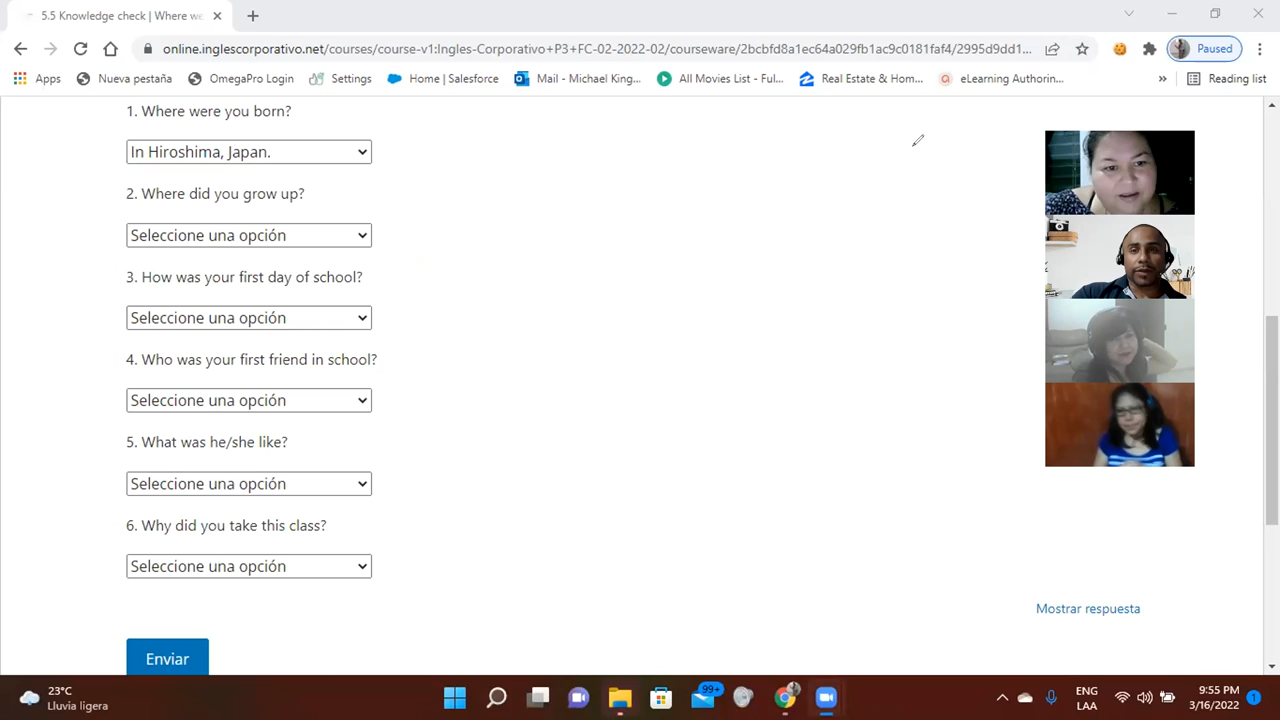 5.5 Knowledge check | Where we
online.inglescorporativo.net/courses/course-v1:Ingles-Corporativo+P3+FC-02-2022-02/courseware/2bcbfd8a1ec64a029fb1ac9c0181faf4/2995d9dd1...
Paused
Apps
Nueva pestaña
OmegaPro Login
Settings
Home | Salesforce
Mail - Michael King...
All Movies List - Ful...
Real Estate & Hom...
eLearning Authorin...
»
Reading list
1. Where were you born?
In Hiroshima, Japan.
2. Where did you grow up?
Seleccione una opción
3. How was your first day of school?
Seleccione una opción
4. Who was your first friend in school?
Seleccione una opción
5. What was he/she like?
Seleccione una opción
6. Why did you take this class?
Seleccione una opción
Mostrar respuesta
Enviar
23°C
Lluvia ligera
99+
ENG
LAA
9:55 PM
3/16/2022
1